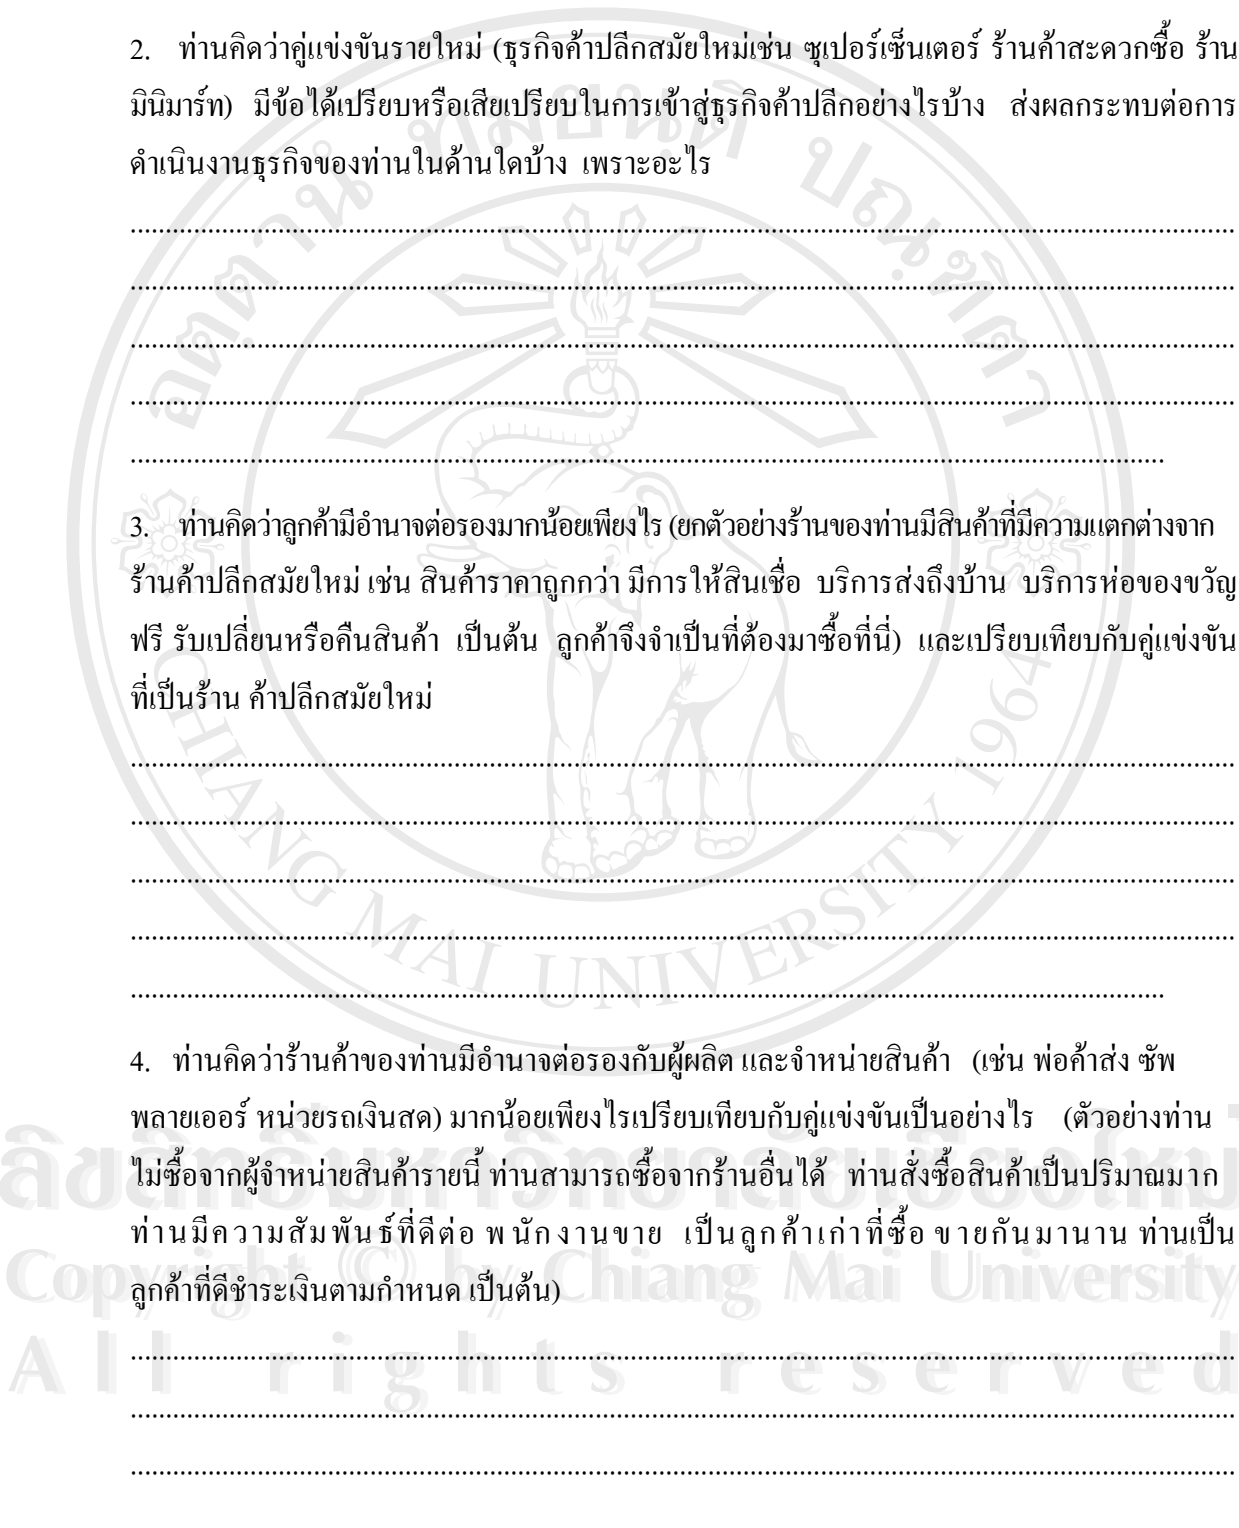 2. ท่านคิดว่าคู่แข่งขันรายใหม่ (ธุรกิจค้าปลีกสมัยใหม่เช่น ซุเปอร์เซ็นเตอร์ ร้านค้าสะดวกซื้อ ร้าน
มินิมาร์ท) มีข้อได้เปรียบหรือเสียเปรียบในการเข้าสู่ธุรกิจค้าปลีกอย่างไรบ้าง ส่งผลกระทบต่อการ
ดำเนินงานธุรกิจของท่านในด้านใดบ้าง เพราะอะไร
3. ท่านคิดว่าลูกค้ามีอำนาจต่อรองมากน้อยเพียงไร (ยกตัวอย่างร้านของท่านมีสินค้าที่มีความแตกต่างจาก
ร้านค้าปลีกสมัยใหม่ เช่น สินค้าราคาถูกกว่า มีการให้สินเชื่อ บริการส่งถึงบ้าน บริการห่อของขวัญ
ฟรี รับเปลี่ยนหรือคืนสินค้า เป็นต้น ลูกค้าจึงจำเป็นที่ต้องมาซื้อที่นี่) และเปรียบเทียบกับคู่แข่งขัน
ที่เป็นร้าน ค้าปลีกสมัยใหม่
4. ท่านคิดว่าร้านค้าของท่านมีอำนาจต่อรองกับผู้ผลิต และจำหน่ายสินค้า (เช่น พ่อค้าส่ง ซัพ
พลายเออร์ หน่วยรถเงินสด) มากน้อยเพียงไรเปรียบเทียบกับคู่แข่งขันเป็นอย่างไร (ตัวอย่างท่าน
ไม่ซื้อจากผู้จำหน่ายสินค้ารายนี้ ท่านสามารถซื้อจากร้านอื่นได้ ท่านสั่งซื้อสินค้าเป็นปริมาณมาก
ท่านมีความสัมพันธ์ที่ดีต่อ พนักงานขาย เป็นลูกค้าเก่าที่ซื้อ ขายกันมานาน ท่านเป็น
ลูกค้าที่ดีชำระเงินตามกำหนด เป็นต้น)
อตฺตานํ ทมยนฺติ ปณฺฑิตา
CHIANG MAI UNIVERSITY 1964
ลิขสิทธิ์มหาวิทยาลัยเชียงใหม่
Copyright © by Chiang Mai University
All rights reserved